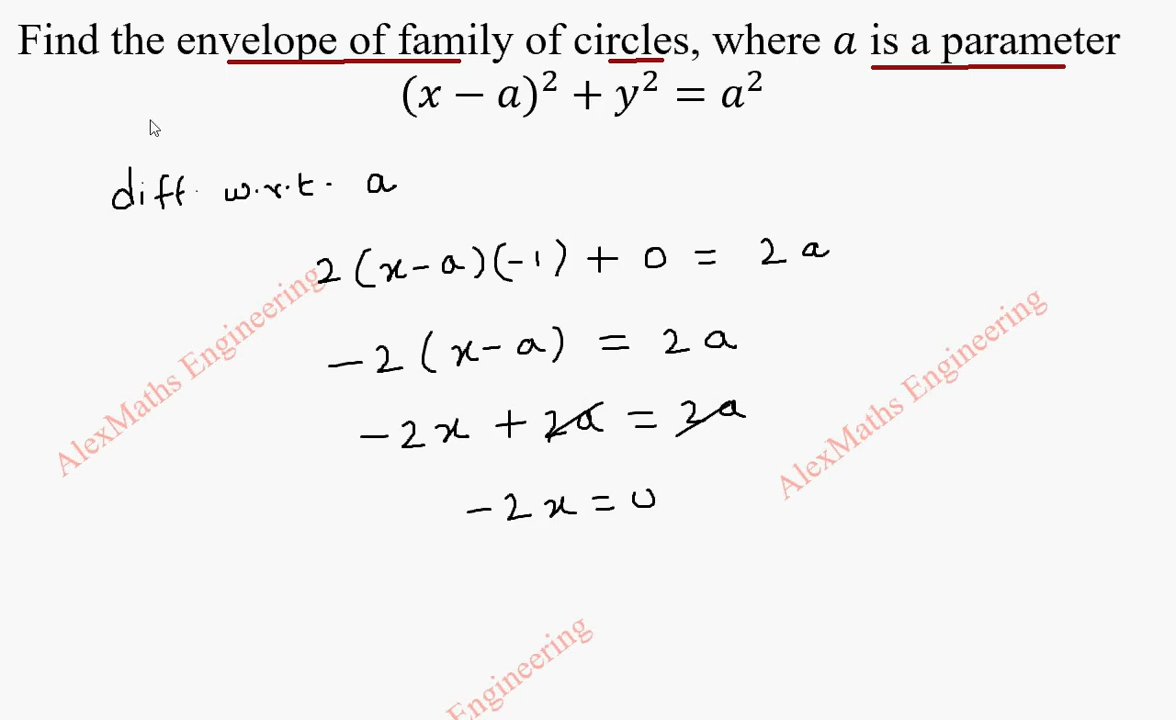 Find the envelope of family of circles, where a is a parameter
(x − a)² + y² = a²
diff. w.r.t. a
2(x-a)(-1) + 0 = 2a
-2(x-a) = 2a
-2x + 2a = 2a
-2x = 0
AlexMaths Engineering
AlexMaths Engineering
Engineering